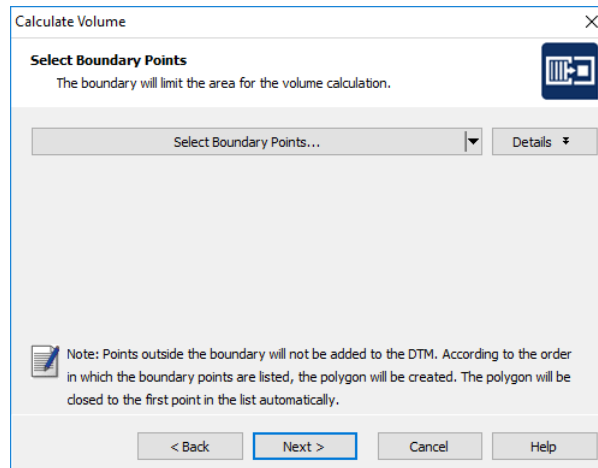 Calculate Volume
Select Boundary Points
The boundary will limit the area for the volume calculation.
Select Boundary Points...
Details
Note: Points outside the boundary will not be added to the DTM. According to the order
in which the boundary points are listed, the polygon will be created. The polygon will be
closed to the first point in the list automatically.
< Back
Next >
Cancel
Help